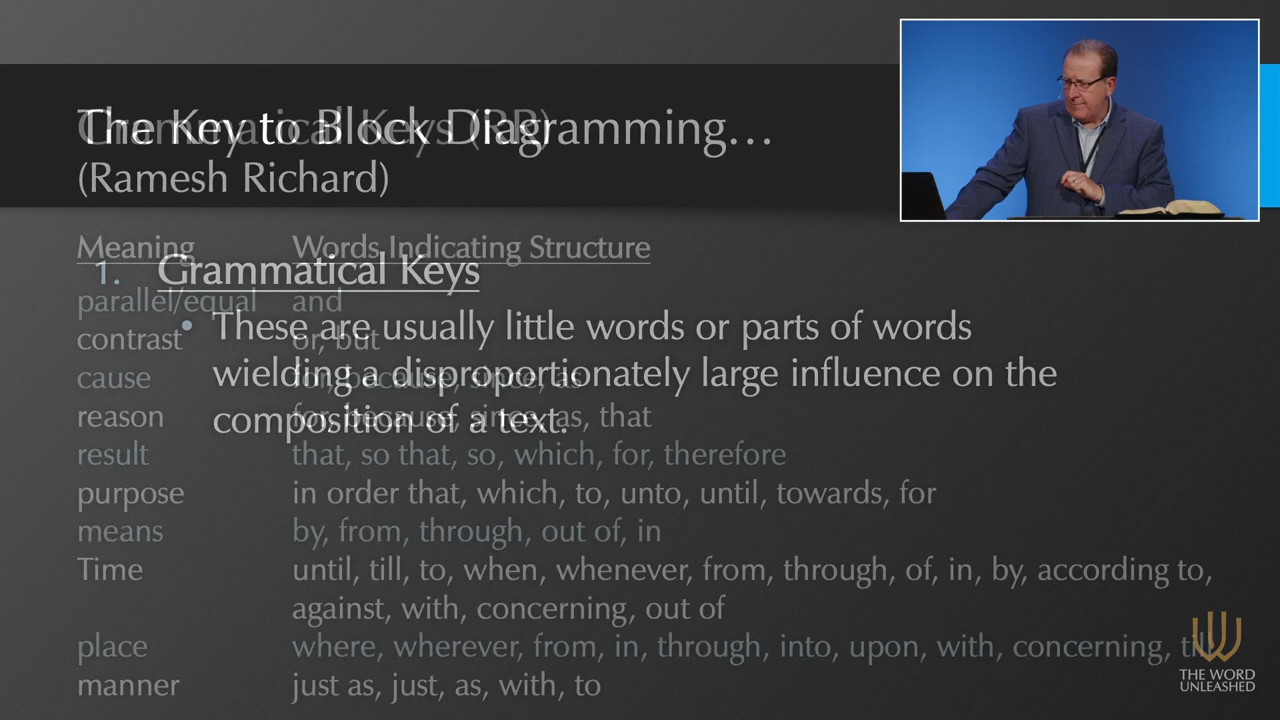 The Key to Block Diagramming…
(Ramesh Richard)
Grammatical Keys (RR)
1. Grammatical Keys
• These are usually little words or parts of words
wielding a disproportionately large influence on the
composition of a text.
Meaning Words Indicating Structure
parallel/equal and
contrast or, but
cause for, because, since, as
reason for, because, since, as, that
result that, so that, so, which, for, therefore
purpose in order that, which, to, unto, until, towards, for
means by, from, through, out of, in
Time until, till, to, when, whenever, from, through, of, in, by, according to,
against, with, concerning, out of
place where, wherever, from, in, through, into, upon, with, concerning,
manner just as, just, as, with, to
THE WORD
UNLEASHED